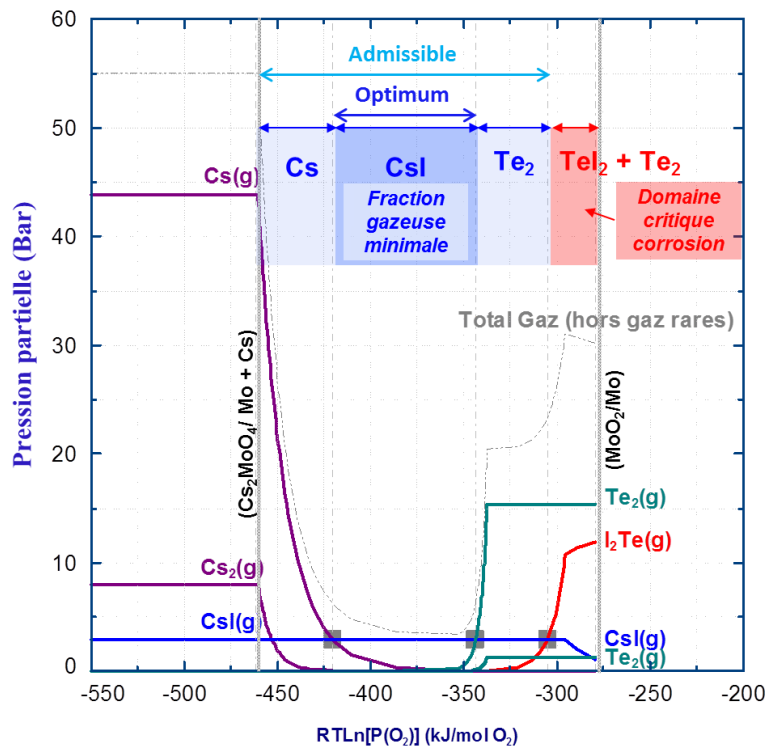 60
50
40
30
20
10
0
Pression partielle (Bar)
Admissible
Optimum
Cs
CsI
Te₂
TeI₂ + Te₂
Fraction
gazeuse
minimale
Domaine
critique
corrosion
Cs(g)
Total Gaz (hors gaz rares)
(Cs₂MoO₄/ Mo + Cs)
(MoO₂/Mo)
Te₂(g)
I₂Te(g)
Cs₂(g)
CsI(g)
CsI(g)
Te₂(g)
-550
-500
-450
-400
-350
-300
-250
-200
RTLn[P(O₂)] (kJ/mol O₂)